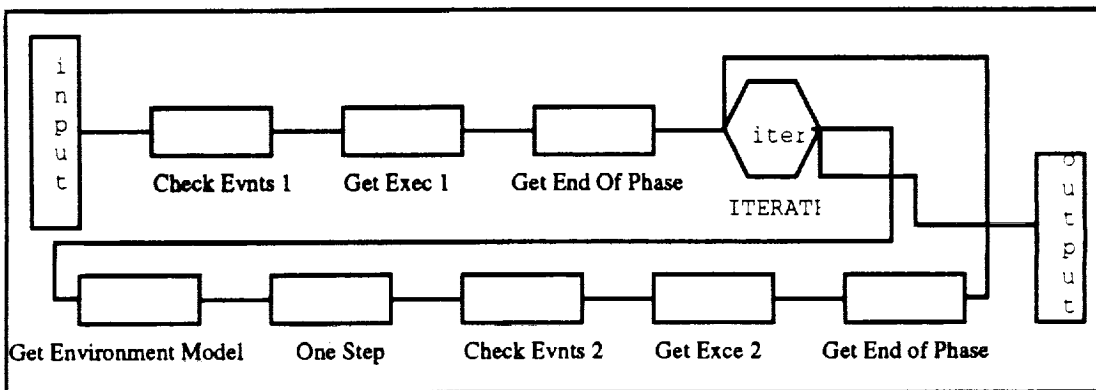 input
iter
Check Evnts 1
Get Exec 1
Get End Of Phase
ITERATE
output
Get Environment Model
One Step
Check Evnts 2
Get Exce 2
Get End of Phase